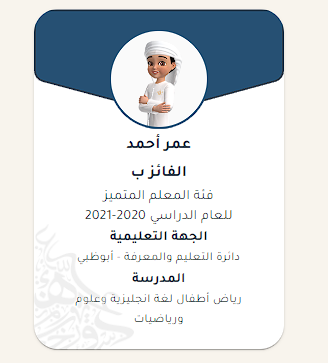 عمر أحمد
الفائز ب
فئة المعلم المتميز
للعام الدراسي 2020-2021
الجهة التعليمية
دائرة التعليم والمعرفة - أبوظبي
المدرسة
رياض أطفال لغة انجليزية وعلوم
ورياضيات